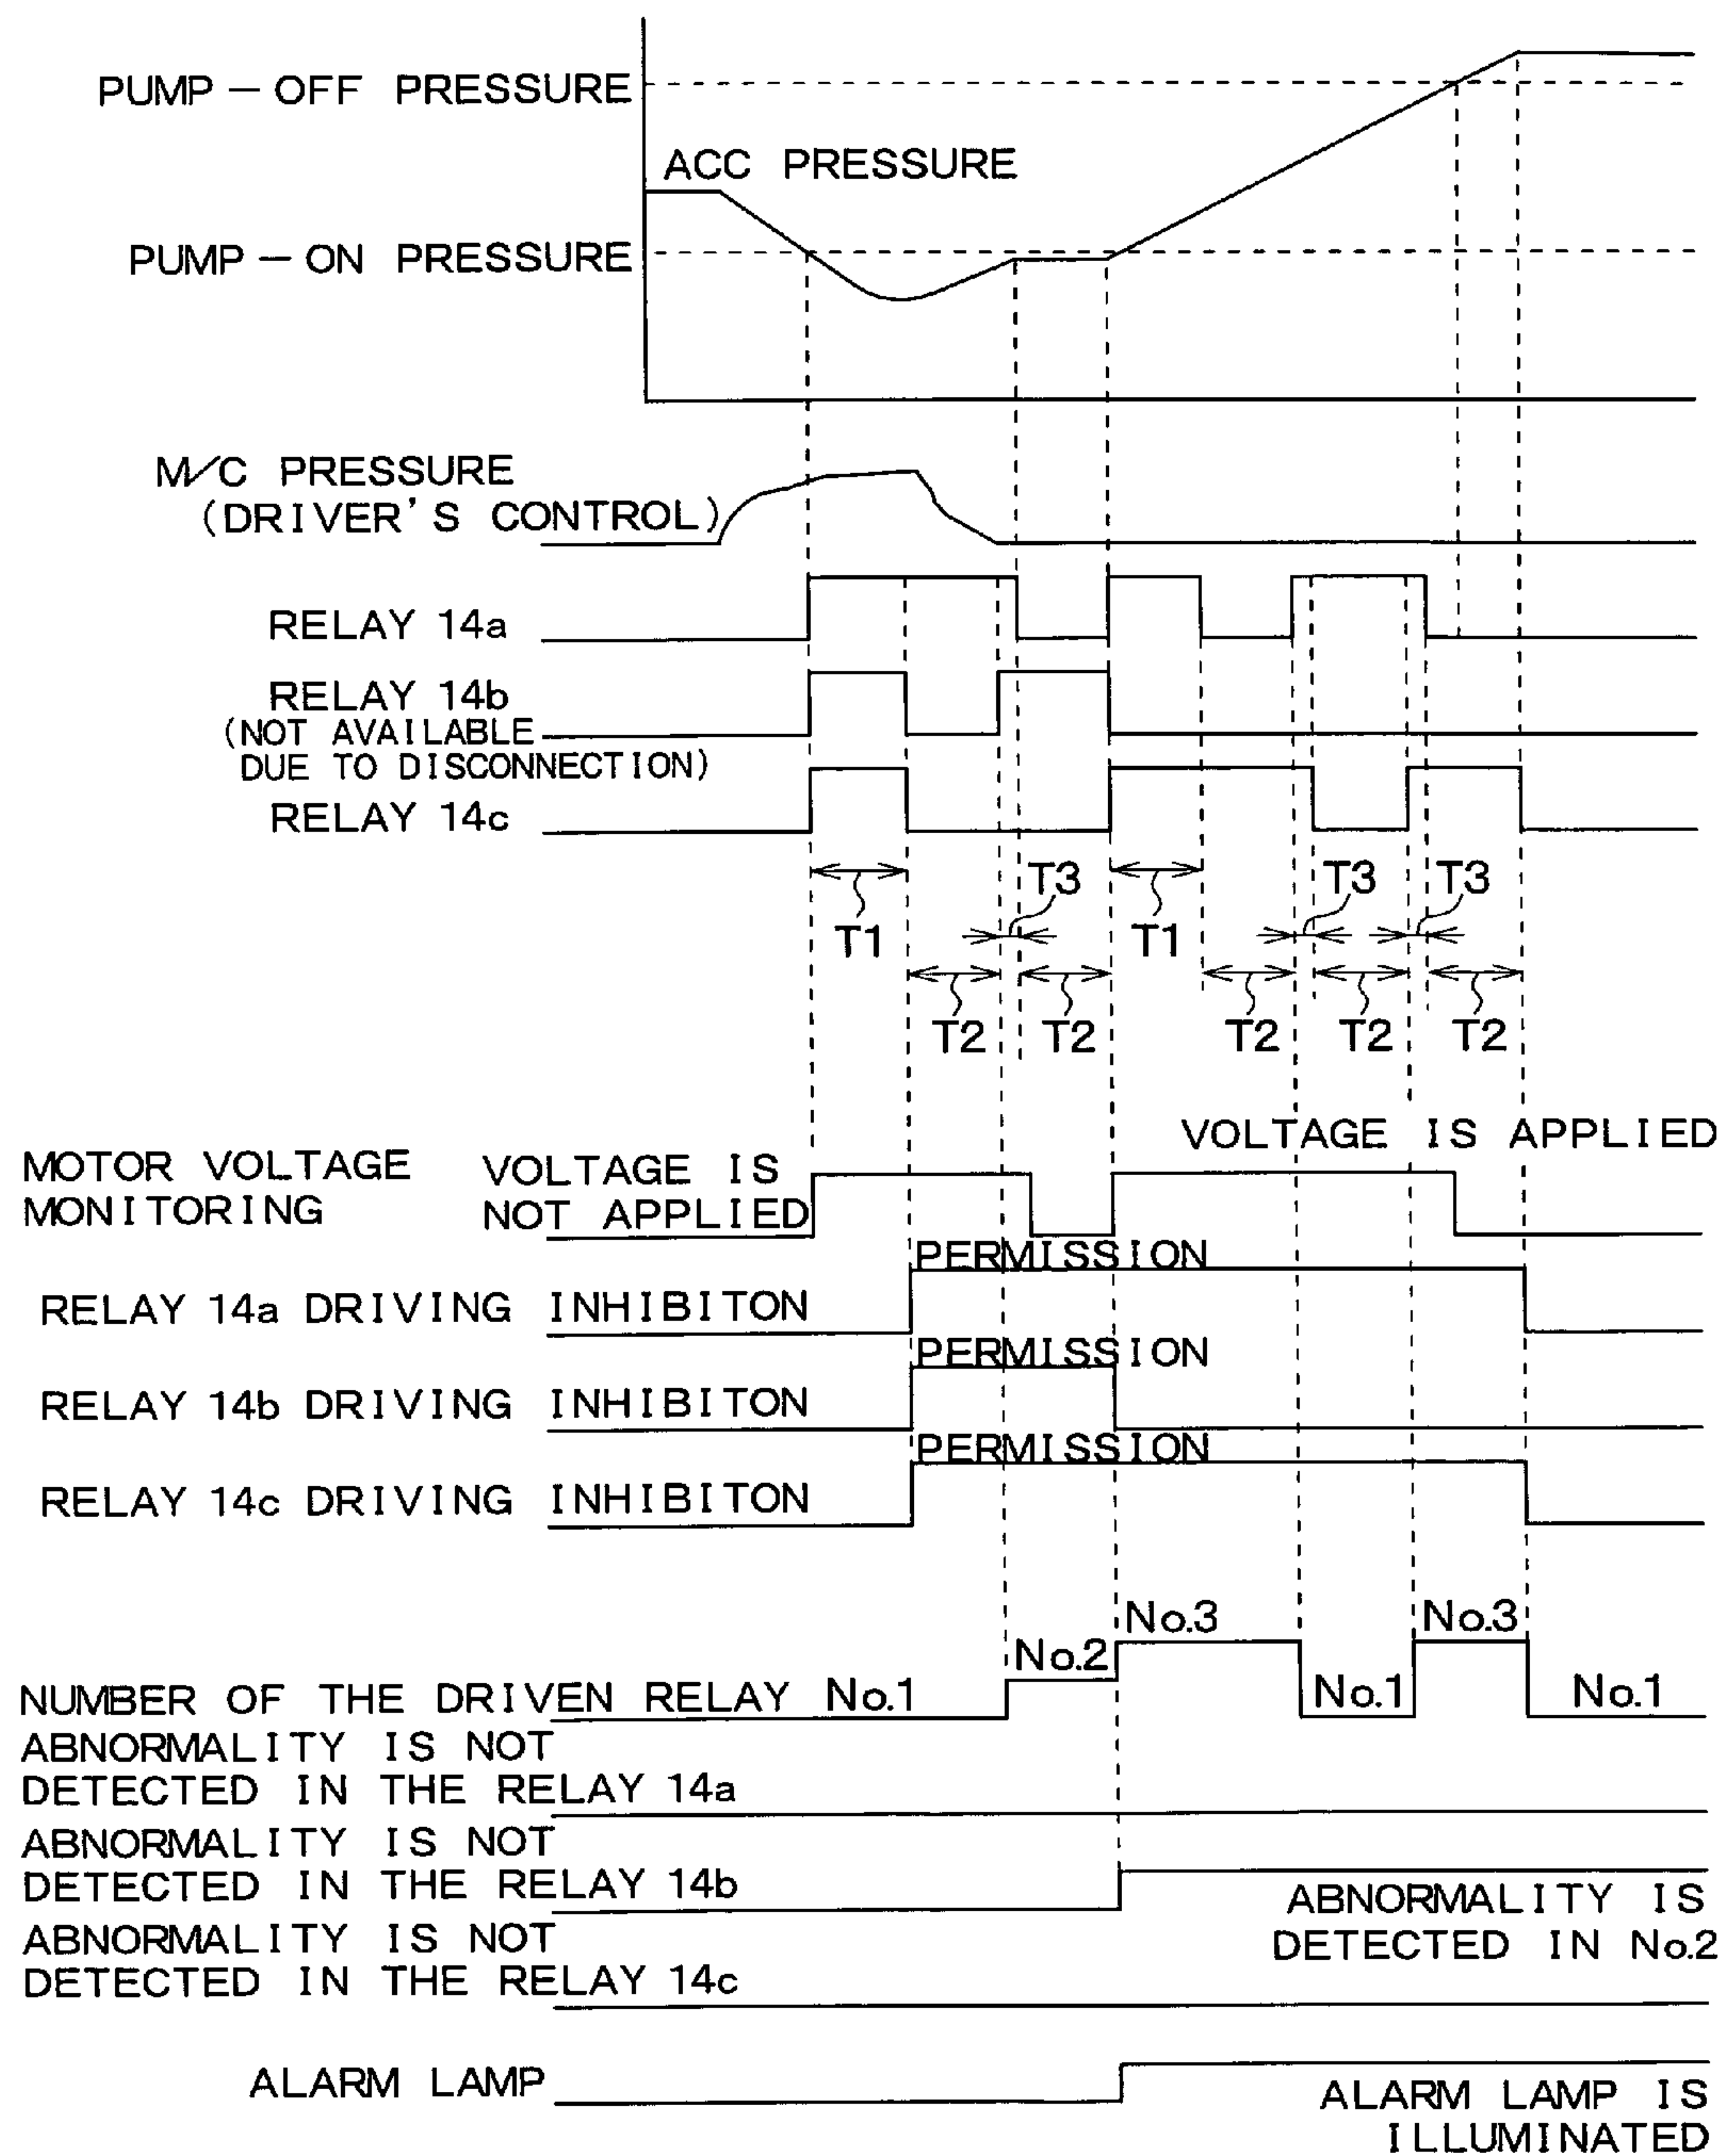 PUMP-OFF PRESSURE
ACC PRESSURE
PUMP-ON PRESSURE
M/C PRESSURE
(DRIVER'S CONTROL)
RELAY 14a
RELAY 14b
(NOT AVAILABLE
DUE TO DISCONNECTION)
RELAY 14c
T3
T3
T3
T1
T1
T2
T2
T2
T2
T2
VOLTAGE IS APPLIED
MOTOR VOLTAGE
MONITORING
VOLTAGE IS
NOT APPLIED
PERMISSION
RELAY 14a DRIVING INHIBITON
PERMISSION
RELAY 14b DRIVING INHIBITON
PERMISSION
RELAY 14c DRIVING INHIBITON
No.3
No.3
No.2
NUMBER OF THE DRIVEN RELAY No.1
No.1
No.1
ABNORMALITY IS NOT
DETECTED IN THE RELAY 14a
ABNORMALITY IS NOT
DETECTED IN THE RELAY 14b
ABNORMALITY IS
DETECTED IN No.2
ABNORMALITY IS NOT
DETECTED IN THE RELAY 14c
ALARM LAMP
ALARM LAMP IS
ILLUMINATED